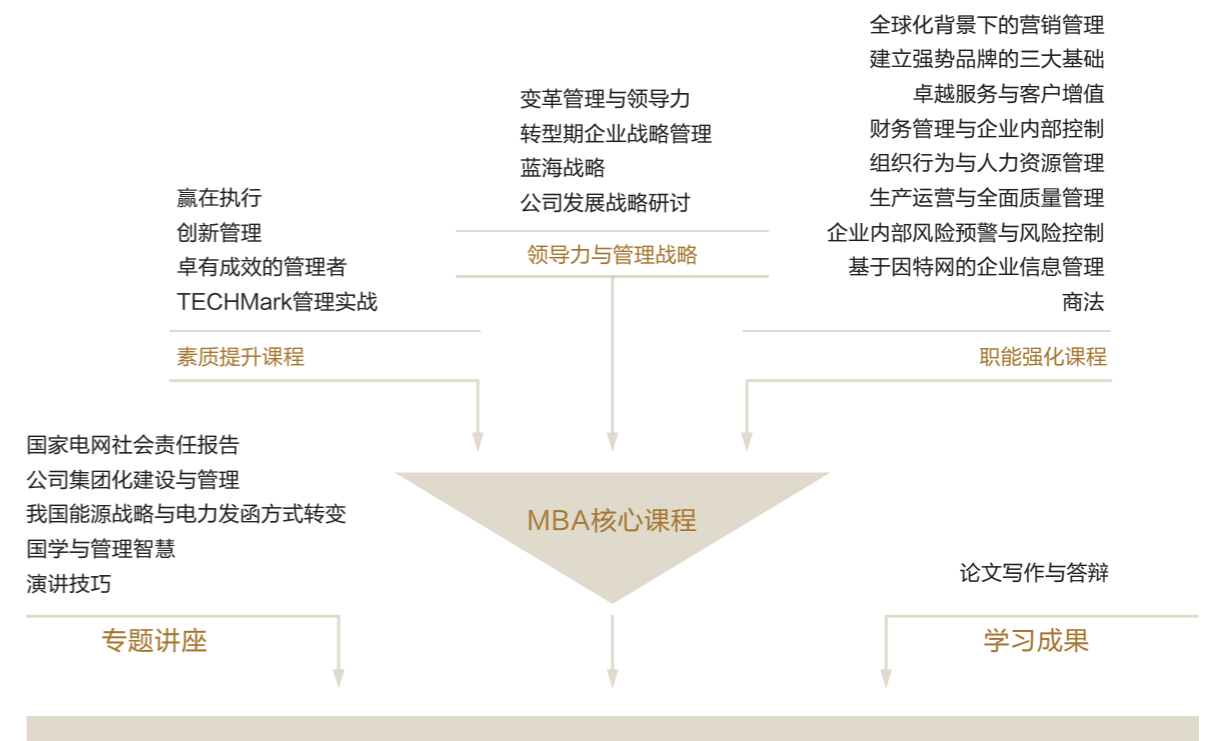 赢在执行
创新管理
卓有成效的管理者
TECHMark管理实战
素质提升课程
变革管理与领导力
转型期企业战略管理
蓝海战略
公司发展战略研讨
领导力与管理战略
全球化背景下的营销管理
建立强势品牌的三大基础
卓越服务与客户增值
财务管理与企业内部控制
组织行为与人力资源管理
生产运营与全面质量管理
企业内部风险预警与风险控制
基于因特网的企业信息管理
商法
职能强化课程
MBA核心课程
国家电网社会责任报告
公司集团化建设与管理
我国能源战略与电力发函方式转变
国学与管理智慧
演讲技巧
专题讲座
论文写作与答辩
学习成果